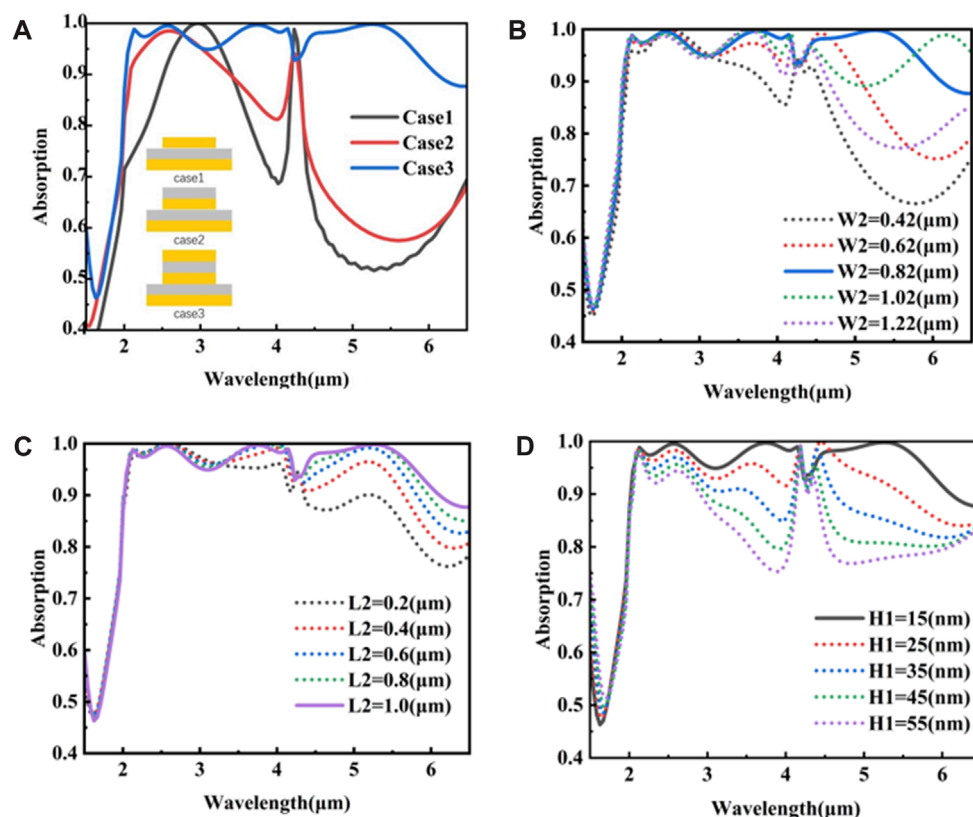 A
1.0
0.9
0.8
0.7
0.6
0.5
0.4
Absorption
Case1
Case2
Case3
case1
case2
case3
2 3 4 5 6
Wavelength(μm)
B
1.0
0.9
0.8
0.7
0.6
0.5
0.4
Absorption
W2=0.42(μm)
W2=0.62(μm)
W2=0.82(μm)
W2=1.02(μm)
W2=1.22(μm)
2 3 4 5 6
Wavelength(μm)
C
1.0
0.9
0.8
0.7
0.6
0.5
0.4
Absorption
L2=0.2(μm)
L2=0.4(μm)
L2=0.6(μm)
L2=0.8(μm)
L2=1.0(μm)
2 3 4 5 6
Wavelength(μm)
D
1.0
0.9
0.8
0.7
0.6
0.5
0.4
Absorption
H1=15(nm)
H1=25(nm)
H1=35(nm)
H1=45(nm)
H1=55(nm)
2 3 4 5 6
Wavelength(μm)